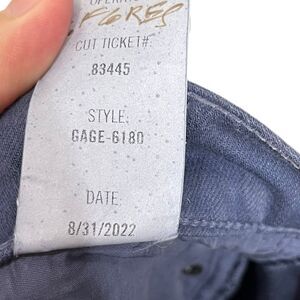 FLORES
CUT TICKET#:
83445
STYLE:
GAGE-6180
DATE:
8/31/2022